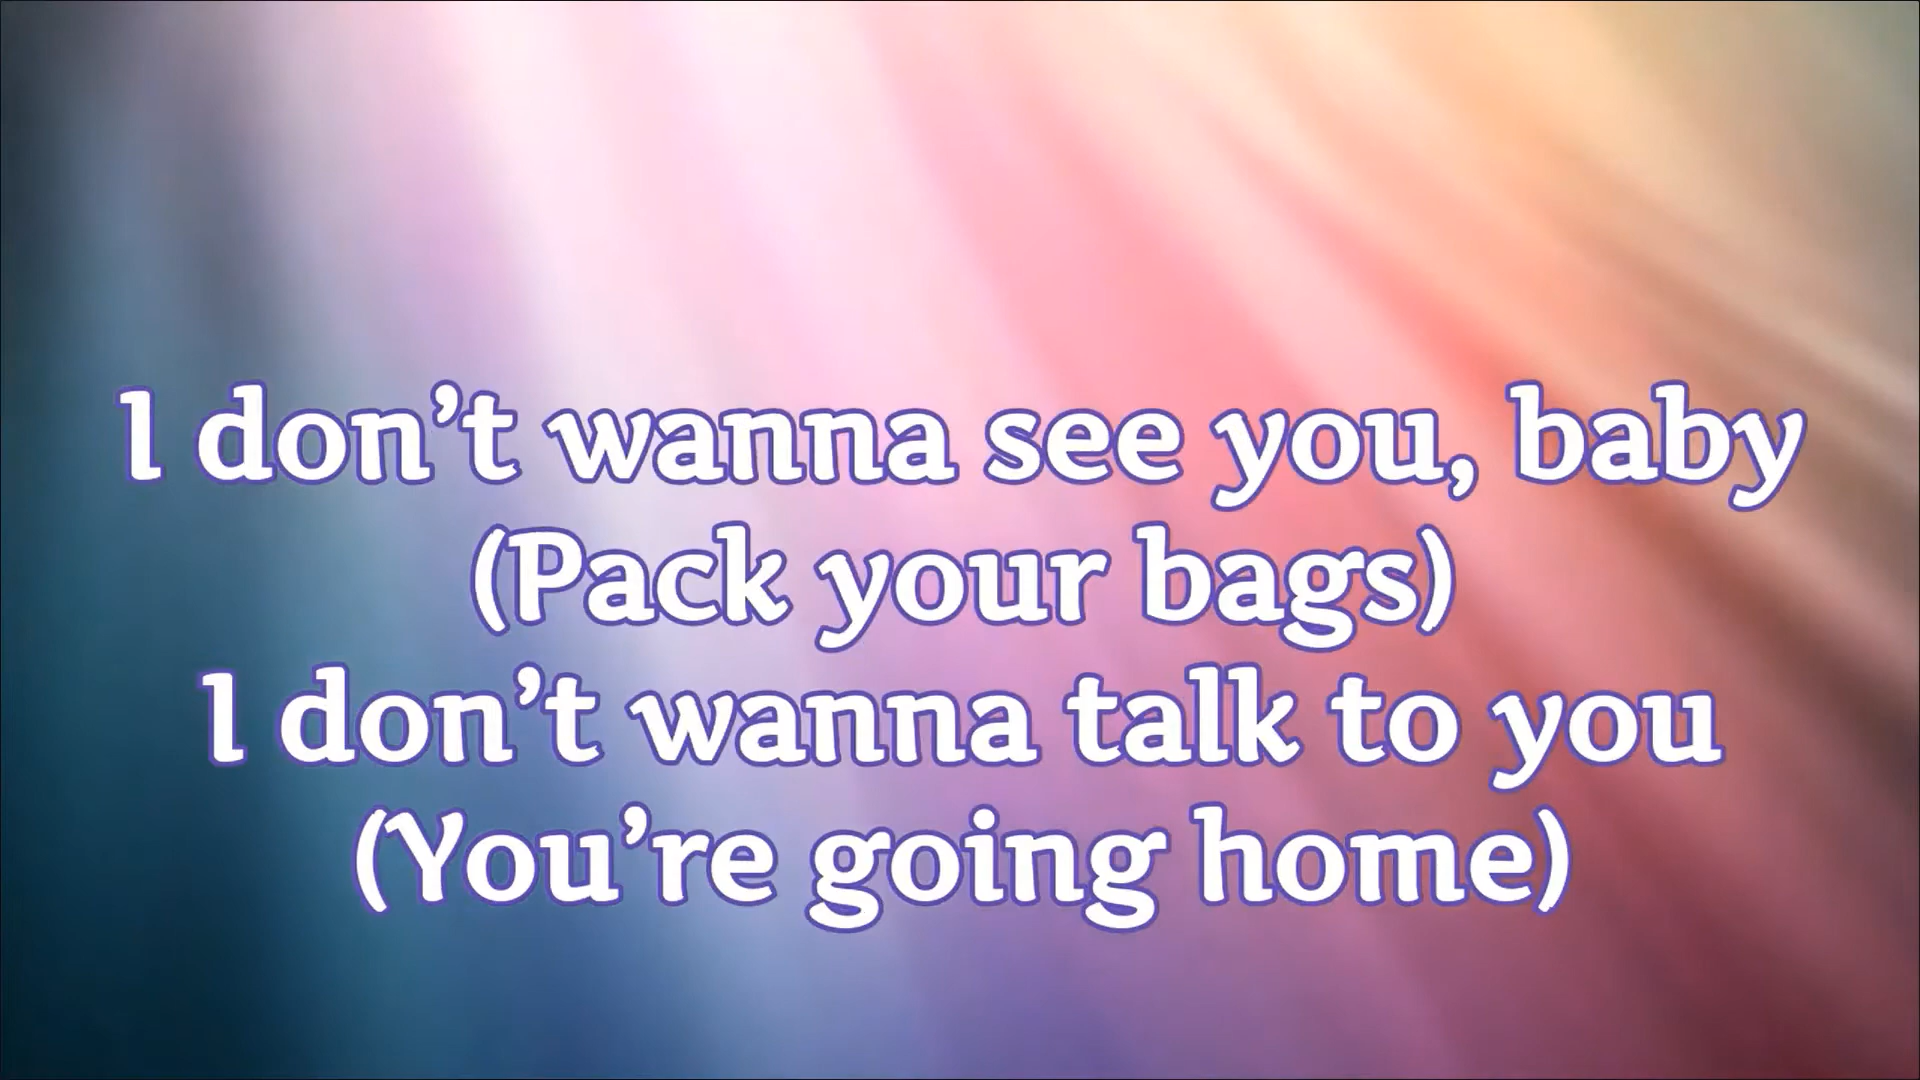 I don't wanna see you, baby
(Pack your bags)
I don't wanna talk to you
(You're going home)